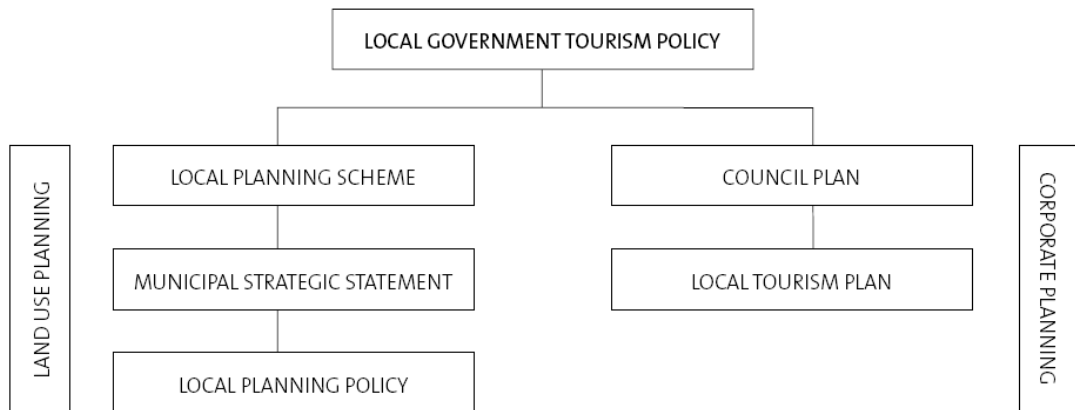 LOCAL GOVERNMENT TOURISM POLICY
LAND USE PLANNING
LOCAL PLANNING SCHEME
COUNCIL PLAN
CORPORATE PLANNING
MUNICIPAL STRATEGIC STATEMENT
LOCAL TOURISM PLAN
LOCAL PLANNING POLICY